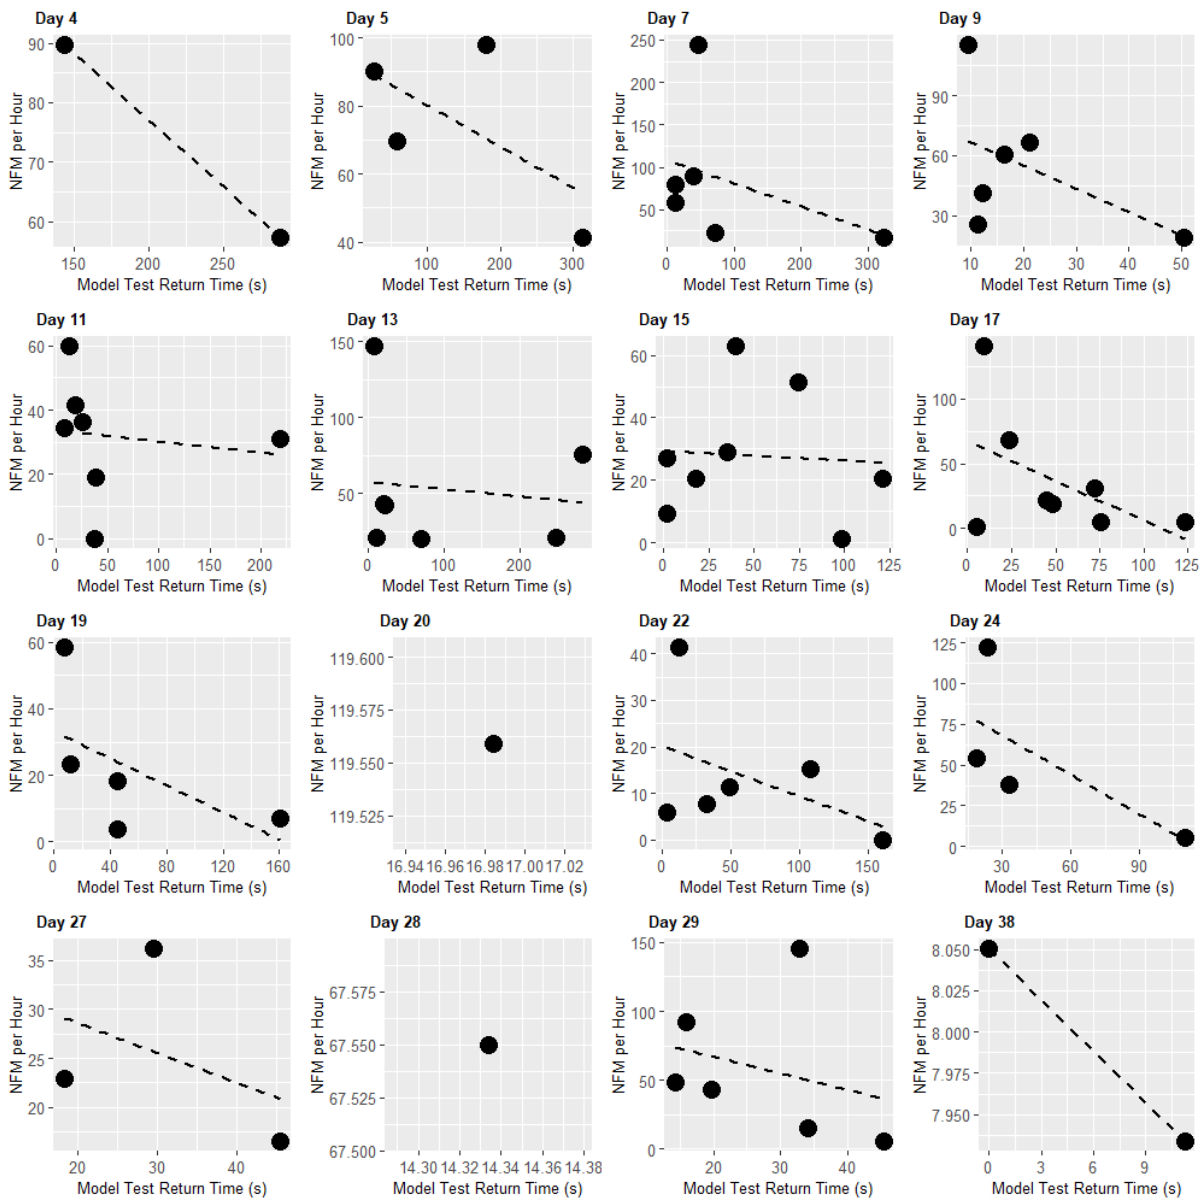 Day 4
NFM per Hour
90
80
70
60
150 200 250
Model Test Return Time (s)
Day 5
NFM per Hour
100
80
60
40
100 200 300
Model Test Return Time (s)
Day 7
NFM per Hour
250
200
150
100
50
0 100 200 300
Model Test Return Time (s)
Day 9
NFM per Hour
90
60
30
10 20 30 40 50
Model Test Return Time (s)
Day 11
NFM per Hour
60
40
20
0
0 50 100 150 200
Model Test Return Time (s)
Day 13
NFM per Hour
150
100
50
0 100 200
Model Test Return Time (s)
Day 15
NFM per Hour
60
40
20
0
0 25 50 75 100 125
Model Test Return Time (s)
Day 17
NFM per Hour
100
50
0
0 25 50 75 100 125
Model Test Return Time (s)
Day 19
NFM per Hour
60
40
20
0
0 40 80 120 160
Model Test Return Time (s)
Day 20
NFM per Hour
119.600
119.575
119.550
119.525
16.94 16.96 16.98 17.00 17.02
Model Test Return Time (s)
Day 22
NFM per Hour
40
30
20
10
0
0 50 100 150
Model Test Return Time (s)
Day 24
NFM per Hour
125
100
75
50
25
0
30 60 90
Model Test Return Time (s)
Day 27
NFM per Hour
35
30
25
20
20 30 40
Model Test Return Time (s)
Day 28
NFM per Hour
67.575
67.550
67.525
67.500
14.30 14.32 14.34 14.36 14.38
Model Test Return Time (s)
Day 29
NFM per Hour
150
100
50
0
20 30 40
Model Test Return Time (s)
Day 38
NFM per Hour
8.050
8.025
8.000
7.975
7.950
0 3 6 9
Model Test Return Time (s)